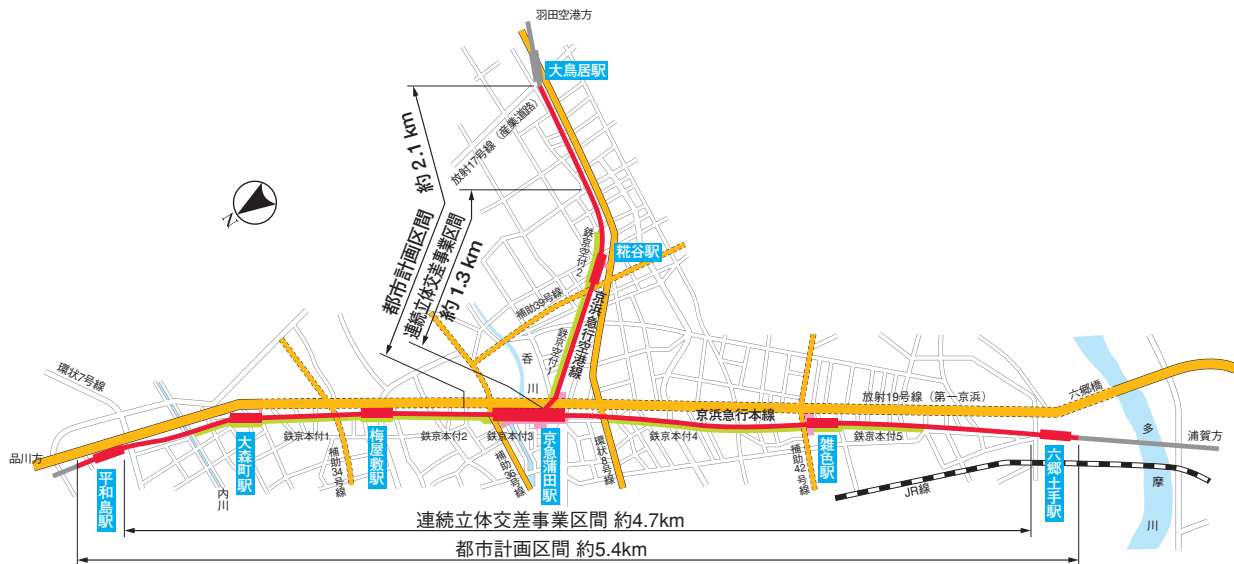 羽田空港方
大鳥居駅
放射17号線（産業道路）
都市計画区間 約2.1 km
連続立体交差事業区間
約1.3 km
N
鉄京空付2
糀谷駅
補助39号線
京浜急行空港線
鉄京空付1
呑川
環状7号線
放射19号線（第一京浜）
六郷橋
京浜急行本線
多摩川
品川方
浦賀方
平和島駅
内川
大森町駅
鉄京本付1
補助34号線
梅屋敷駅
鉄京本付2
鉄京本付3
補助36号線
京急蒲田駅
環状8号線
鉄京本付4
補助42号線
雑色駅
鉄京本付5
六郷土手駅
JR線
連続立体交差事業区間 約4.7km
都市計画区間 約5.4km